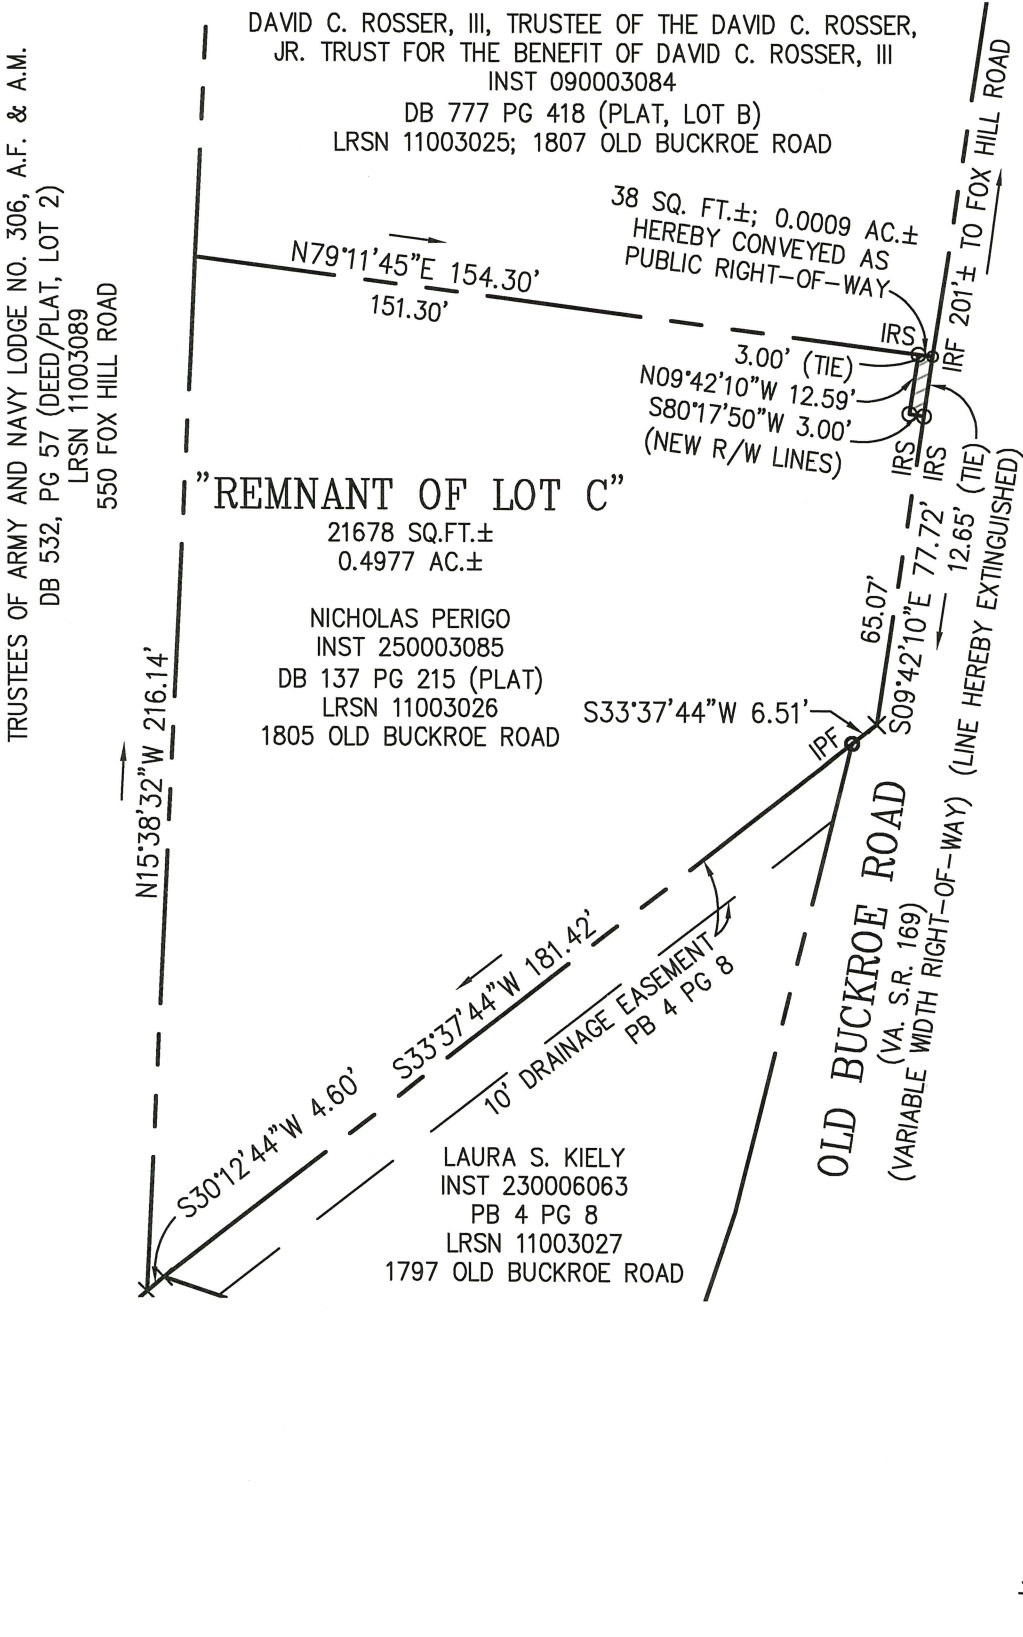 DAVID C. ROSSER, III, TRUSTEE OF THE DAVID C. ROSSER,
JR. TRUST FOR THE BENEFIT OF DAVID C. ROSSER, III
INST 090003084
DB 777 PG 418 (PLAT, LOT B)
LRSN 11003025; 1807 OLD BUCKROE ROAD
TRUSTEES OF ARMY AND NAVY LODGE NO. 306, A.F. & A.M.
DB 532, PG 57 (DEED/PLAT, LOT 2)
LRSN 11003089
550 FOX HILL ROAD
38 SQ. FT.±; 0.0009 AC.±
HEREBY CONVEYED AS
PUBLIC RIGHT-OF-WAY
N79°11'45"E 154.30'
151.30'
IRS
IRF 201'± TO FOX HILL ROAD
3.00' (TIE)
N09°42'10"W 12.59'
S80°17'50"W 3.00'
(NEW R/W LINES)
IRS
IRS
"REMNANT OF LOT C"
21678 SQ.FT.±
0.4977 AC.±
NICHOLAS PERIGO
INST 250003085
DB 137 PG 215 (PLAT)
LRSN 11003026
1805 OLD BUCKROE ROAD
65.07'
S09°42'10"E 77.72'
12.65' (TIE)
(LINE HEREBY EXTINGUISHED)
S33°37'44"W 6.51'
IPF
N15°38'32"W 216.14'
S33°37'44"W 181.42'
10' DRAINAGE EASEMENT
PB 4 PG 8
S30°12'44"W 4.60'
OLD BUCKROE ROAD
(VA. S.R. 169)
(VARIABLE WIDTH RIGHT-OF-WAY)
LAURA S. KIELY
INST 230006063
PB 4 PG 8
LRSN 11003027
1797 OLD BUCKROE ROAD